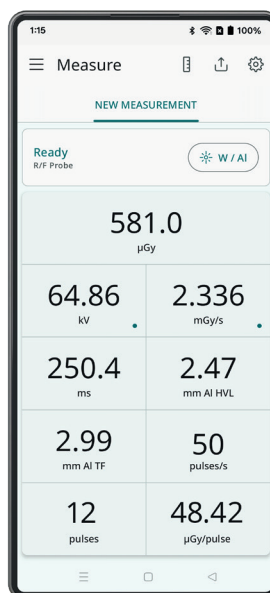 1:15
100%
Measure
NEW MEASUREMENT
Ready
R/F Probe
W / Al
581.0
µGy
64.86
kV
2.336
mGy/s
250.4
ms
2.47
mm Al HVL
2.99
mm Al TF
50
pulses/s
12
pulses
48.42
µGy/pulse